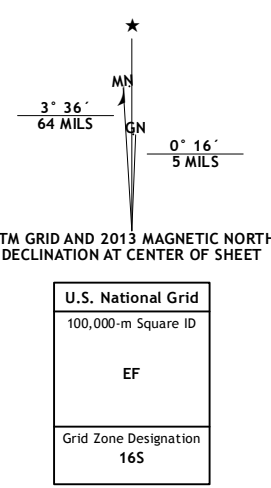 MN
GN
3° 36´
64 MILS
0° 16´
5 MILS
TM GRID AND 2013 MAGNETIC NORTH
DECLINATION AT CENTER OF SHEET
U.S. National Grid
100,000-m Square ID
EF
Grid Zone Designation
16S